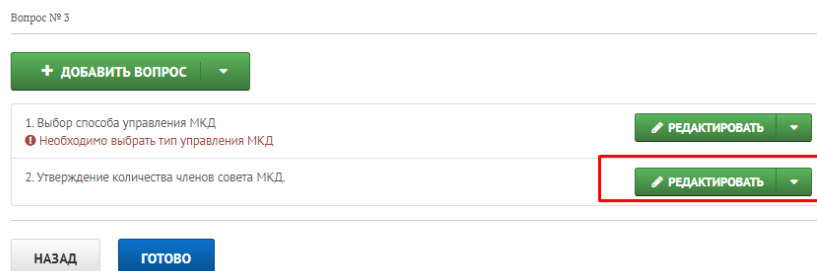 Вопрос № 3
+ ДОБАВИТЬ ВОПРОС
1. Выбор способа управления МКД
Необходимо выбрать тип управления МКД
РЕДАКТИРОВАТЬ
2. Утверждение количества членов совета МКД.
РЕДАКТИРОВАТЬ
НАЗАД ГОТОВО